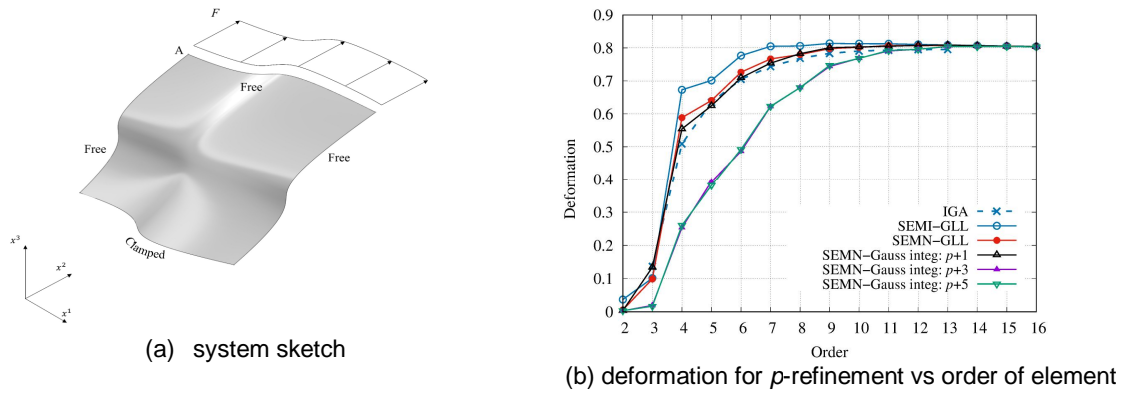 F
A
Free
Free
Free
Clamped
x³
x²
x¹
(a) system sketch
0.9
0.8
0.7
0.6
0.5
0.4
0.3
0.2
0.1
0
Deformation
IGA
SEMI-GLL
SEMN-GLL
SEMN-Gauss integ: p+1
SEMN-Gauss integ: p+3
SEMN-Gauss integ: p+5
2 3 4 5 6 7 8 9 10 11 12 13 14 15 16
Order
(b) deformation for p-refinement vs order of element